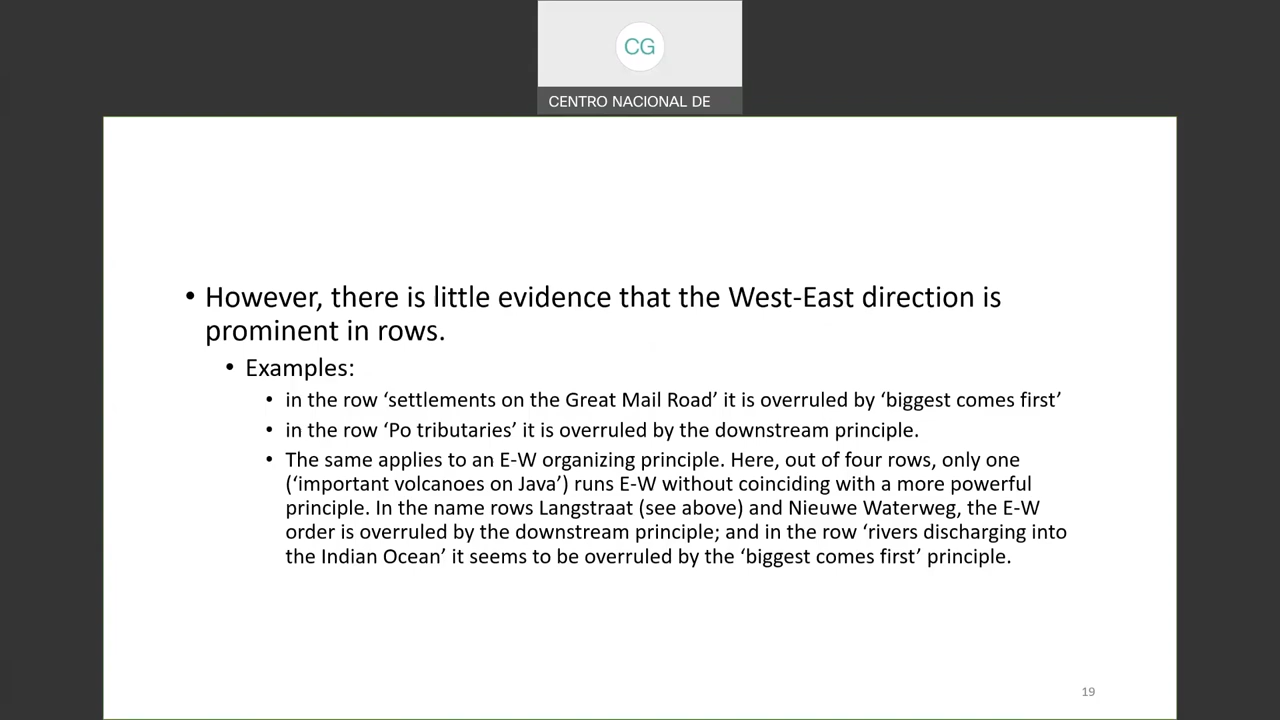 CG
CENTRO NACIONAL DE
• However, there is little evidence that the West-East direction is
prominent in rows.
• Examples:
• in the row ‘settlements on the Great Mail Road’ it is overruled by ‘biggest comes first’
• in the row ‘Po tributaries’ it is overruled by the downstream principle.
• The same applies to an E-W organizing principle. Here, out of four rows, only one
(‘important volcanoes on Java’) runs E-W without coinciding with a more powerful
principle. In the name rows Langstraat (see above) and Nieuwe Waterweg, the E-W
order is overruled by the downstream principle; and in the row ‘rivers discharging into
the Indian Ocean’ it seems to be overruled by the ‘biggest comes first’ principle.
19